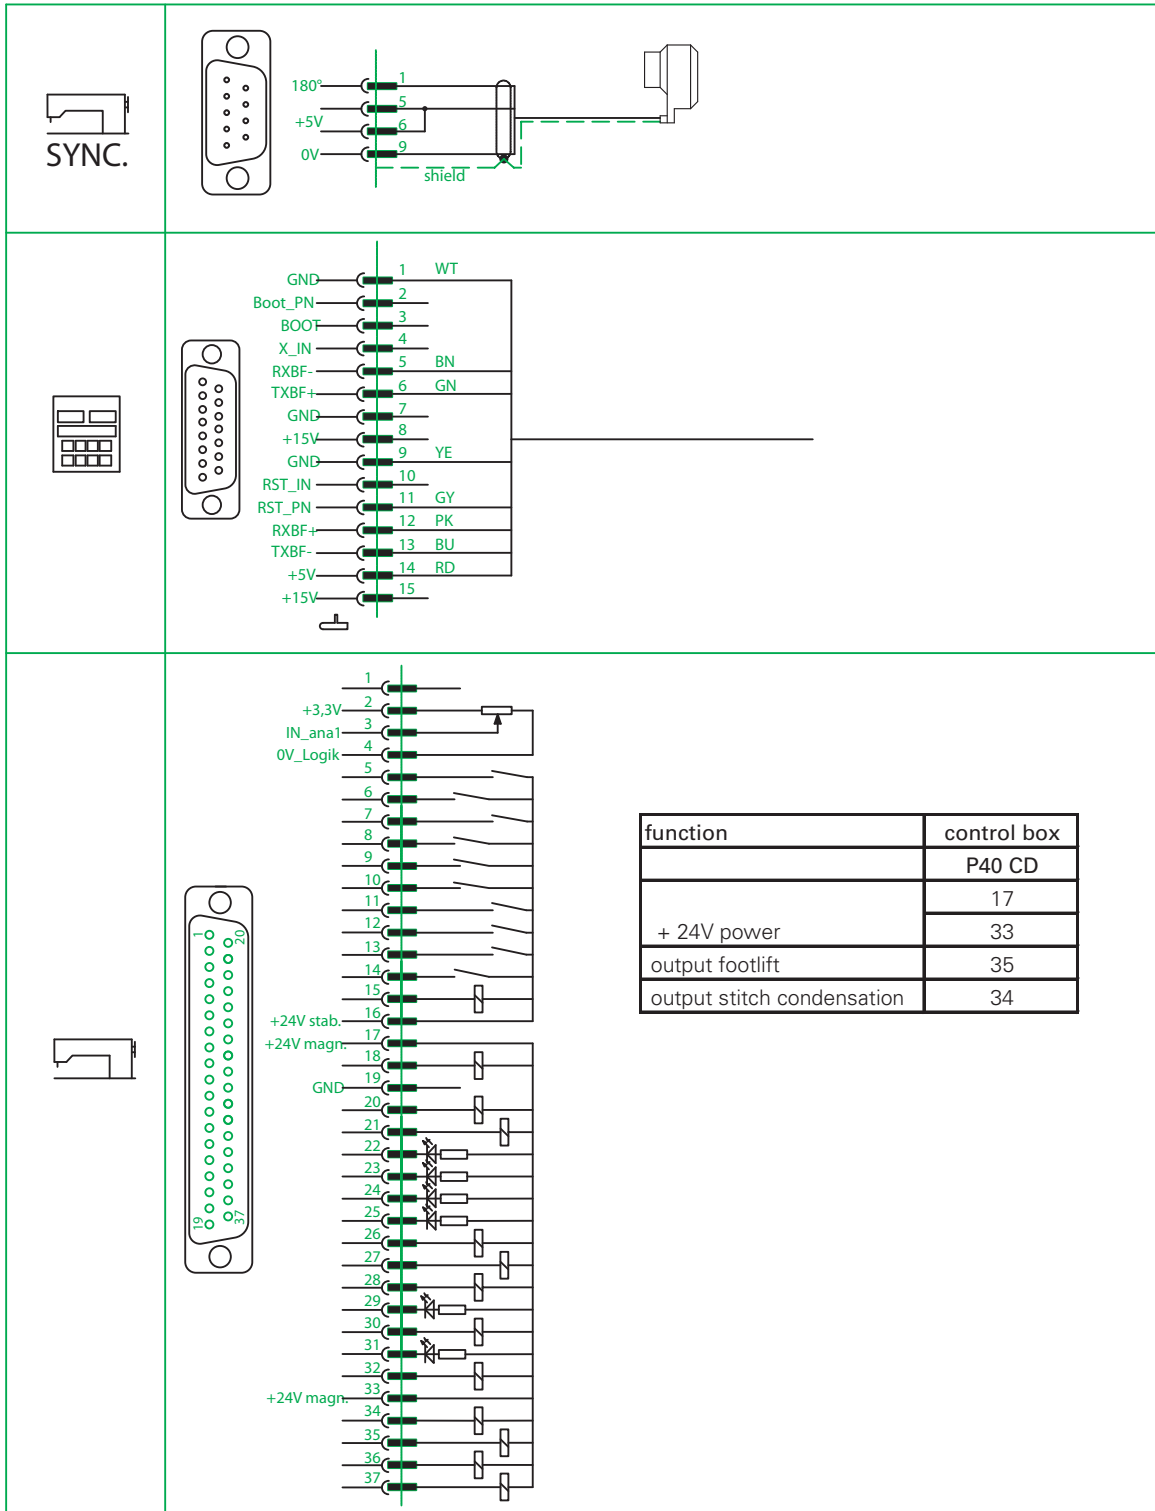 SYNC.
180°
1
5
+5V
6
0V
9
shield
GND 1 WT
Boot_PN 2
BOOT 3
X_IN 4
RXBF- 5 BN
TXBF+ 6 GN
GND 7
+15V 8
GND 9 YE
RST_IN 10
RST_PN 11 GY
RXBF+ 12 PK
TXBF- 13 BU
+5V 14 RD
+15V 15
1
+3,3V 2
IN_ana1 3
0V_Logik 4
5
6
7
8
9
10
11
12
13
14
15
+24V stab. 16
+24V magn. 17
18
GND 19
20
21
22
23
24
25
26
27
28
29
30
31
32
+24V magn. 33
34
35
36
37
1
20
19
37
function control box
P40 CD
17
+ 24V power 33
output footlift 35
output stitch condensation 34